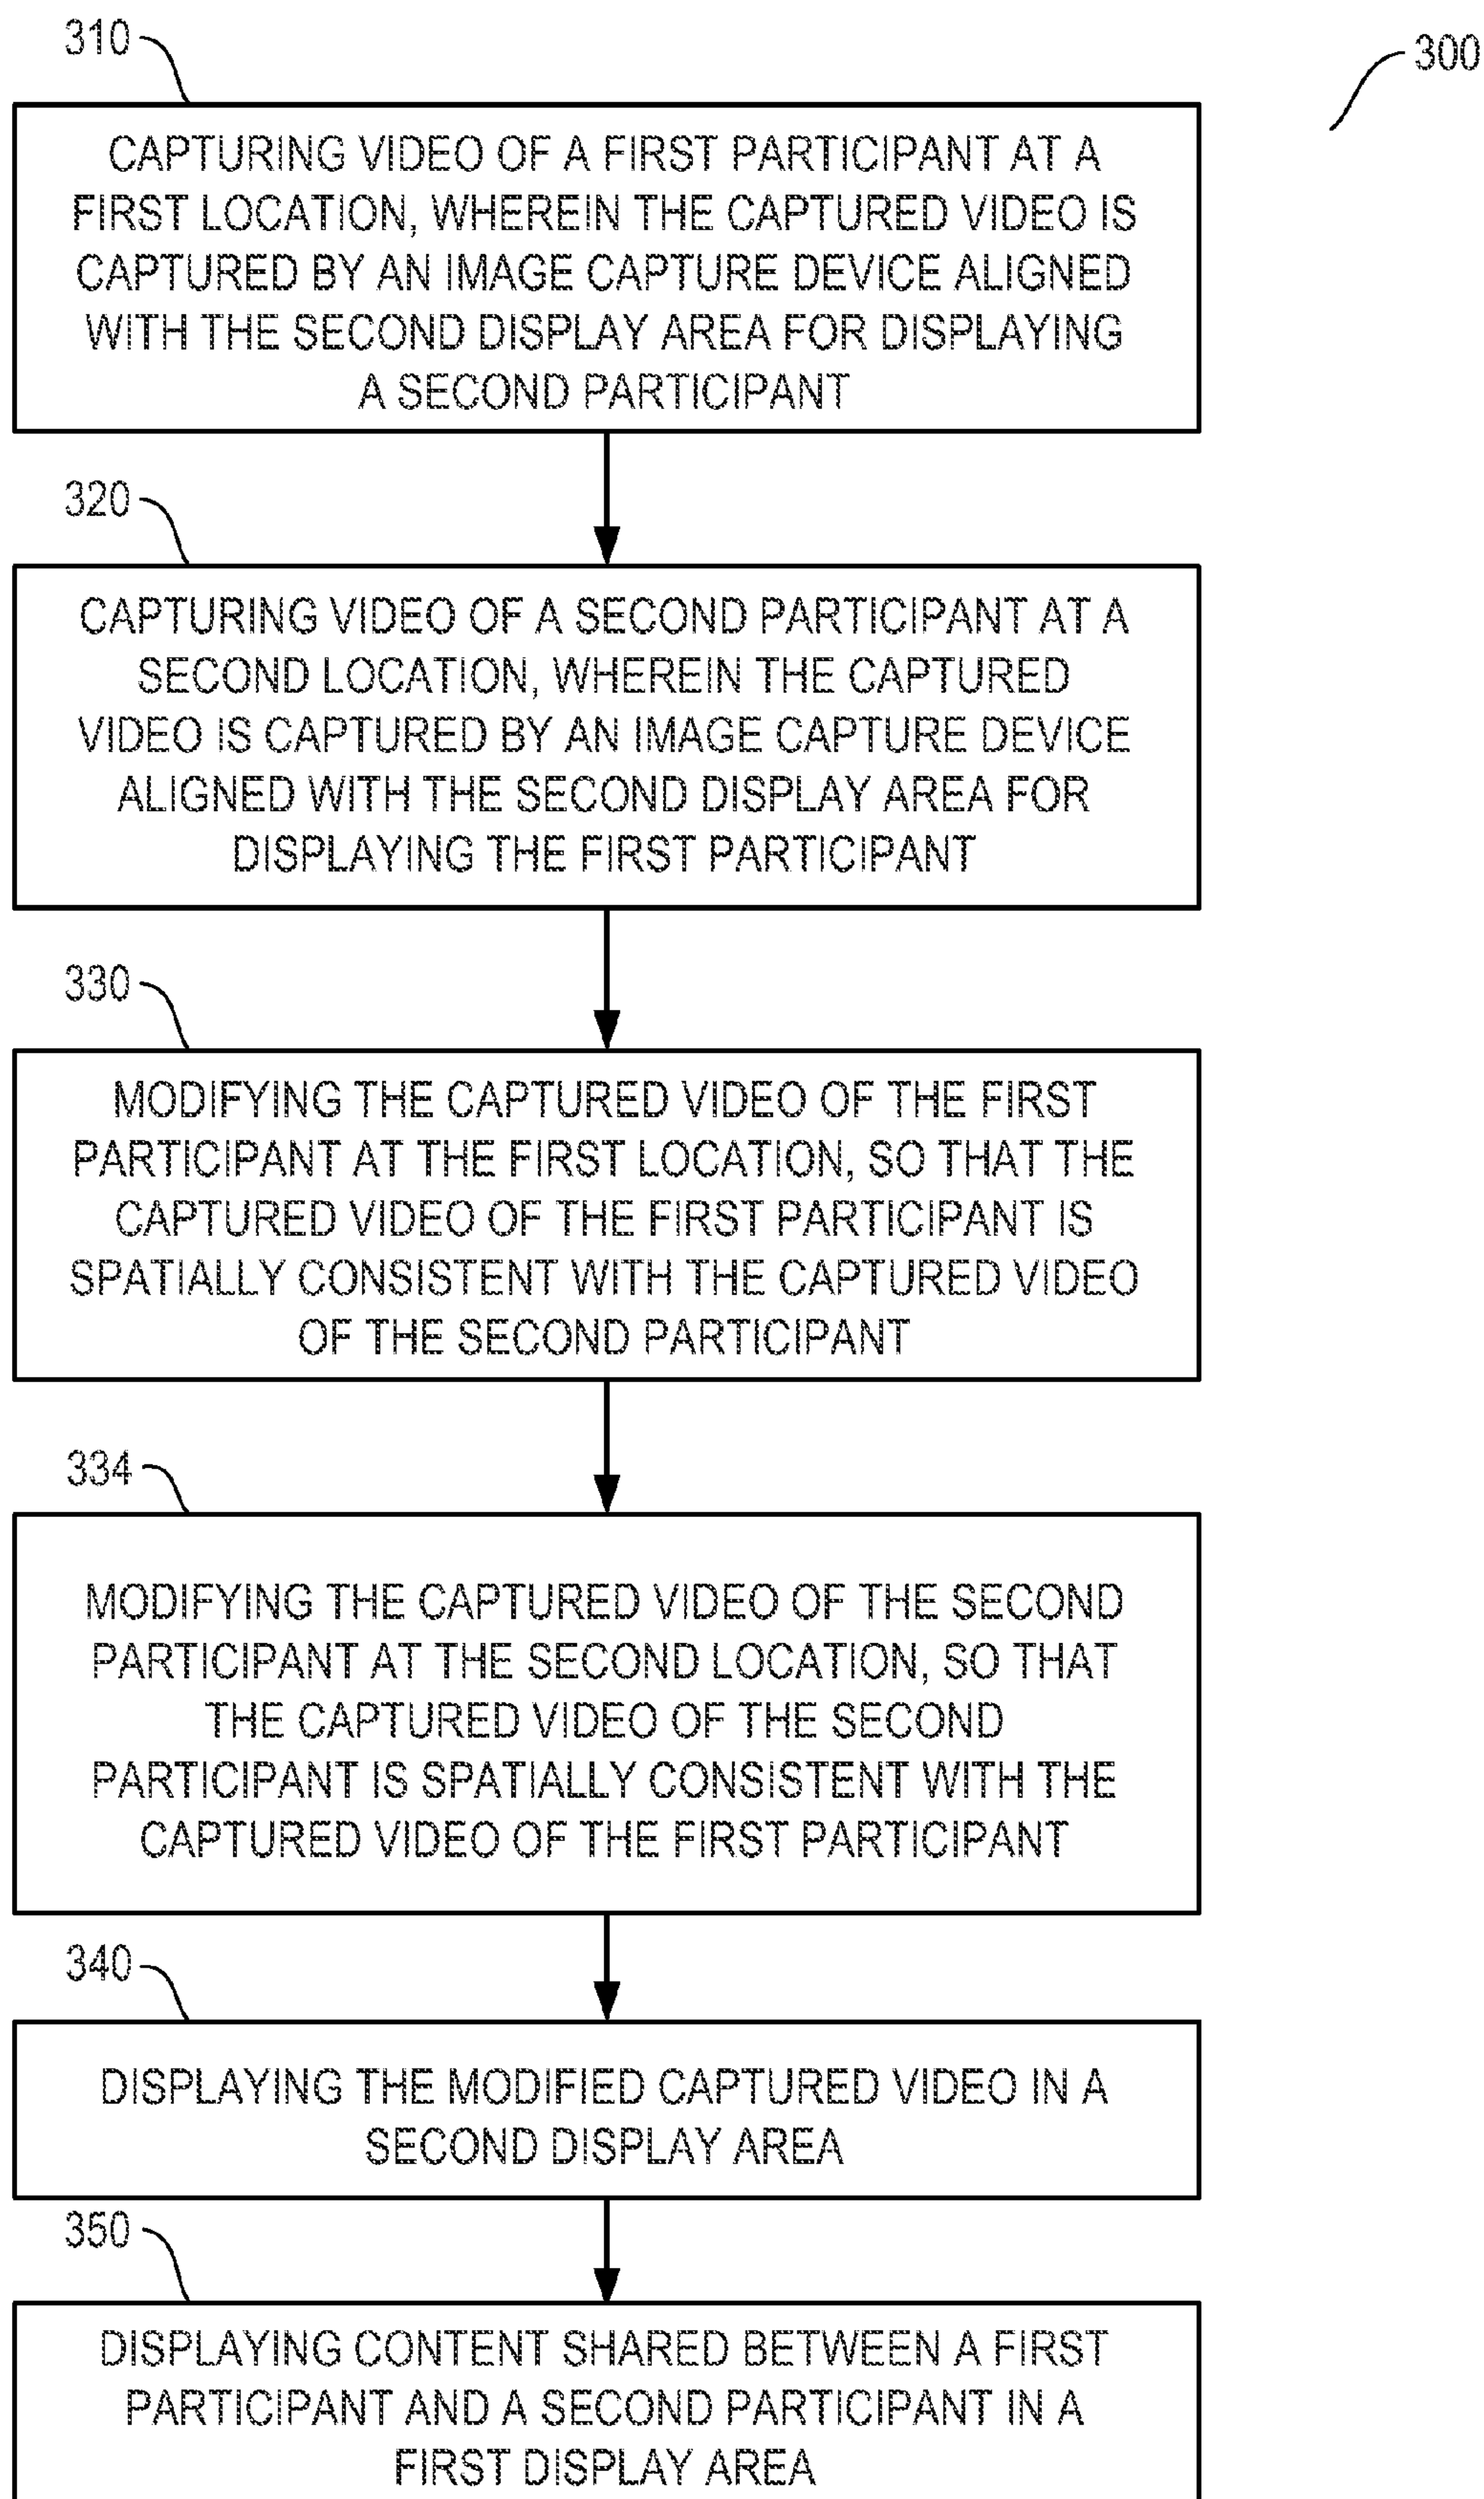 310
300
CAPTURING VIDEO OF A FIRST PARTICIPANT AT A
FIRST LOCATION, WHEREIN THE CAPTURED VIDEO IS
CAPTURED BY AN IMAGE CAPTURE DEVICE ALIGNED
WITH THE SECOND DISPLAY AREA FOR DISPLAYING
A SECOND PARTICIPANT
320
CAPTURING VIDEO OF A SECOND PARTICIPANT AT A
SECOND LOCATION, WHEREIN THE CAPTURED
VIDEO IS CAPTURED BY AN IMAGE CAPTURE DEVICE
ALIGNED WITH THE SECOND DISPLAY AREA FOR
DISPLAYING THE FIRST PARTICIPANT
330
MODIFYING THE CAPTURED VIDEO OF THE FIRST
PARTICIPANT AT THE FIRST LOCATION, SO THAT THE
CAPTURED VIDEO OF THE FIRST PARTICIPANT IS
SPATIALLY CONSISTENT WITH THE CAPTURED VIDEO
OF THE SECOND PARTICIPANT
334
MODIFYING THE CAPTURED VIDEO OF THE SECOND
PARTICIPANT AT THE SECOND LOCATION, SO THAT
THE CAPTURED VIDEO OF THE SECOND
PARTICIPANT IS SPATIALLY CONSISTENT WITH THE
CAPTURED VIDEO OF THE FIRST PARTICIPANT
340
DISPLAYING THE MODIFIED CAPTURED VIDEO IN A
SECOND DISPLAY AREA
350
DISPLAYING CONTENT SHARED BETWEEN A FIRST
PARTICIPANT AND A SECOND PARTICIPANT IN A
FIRST DISPLAY AREA